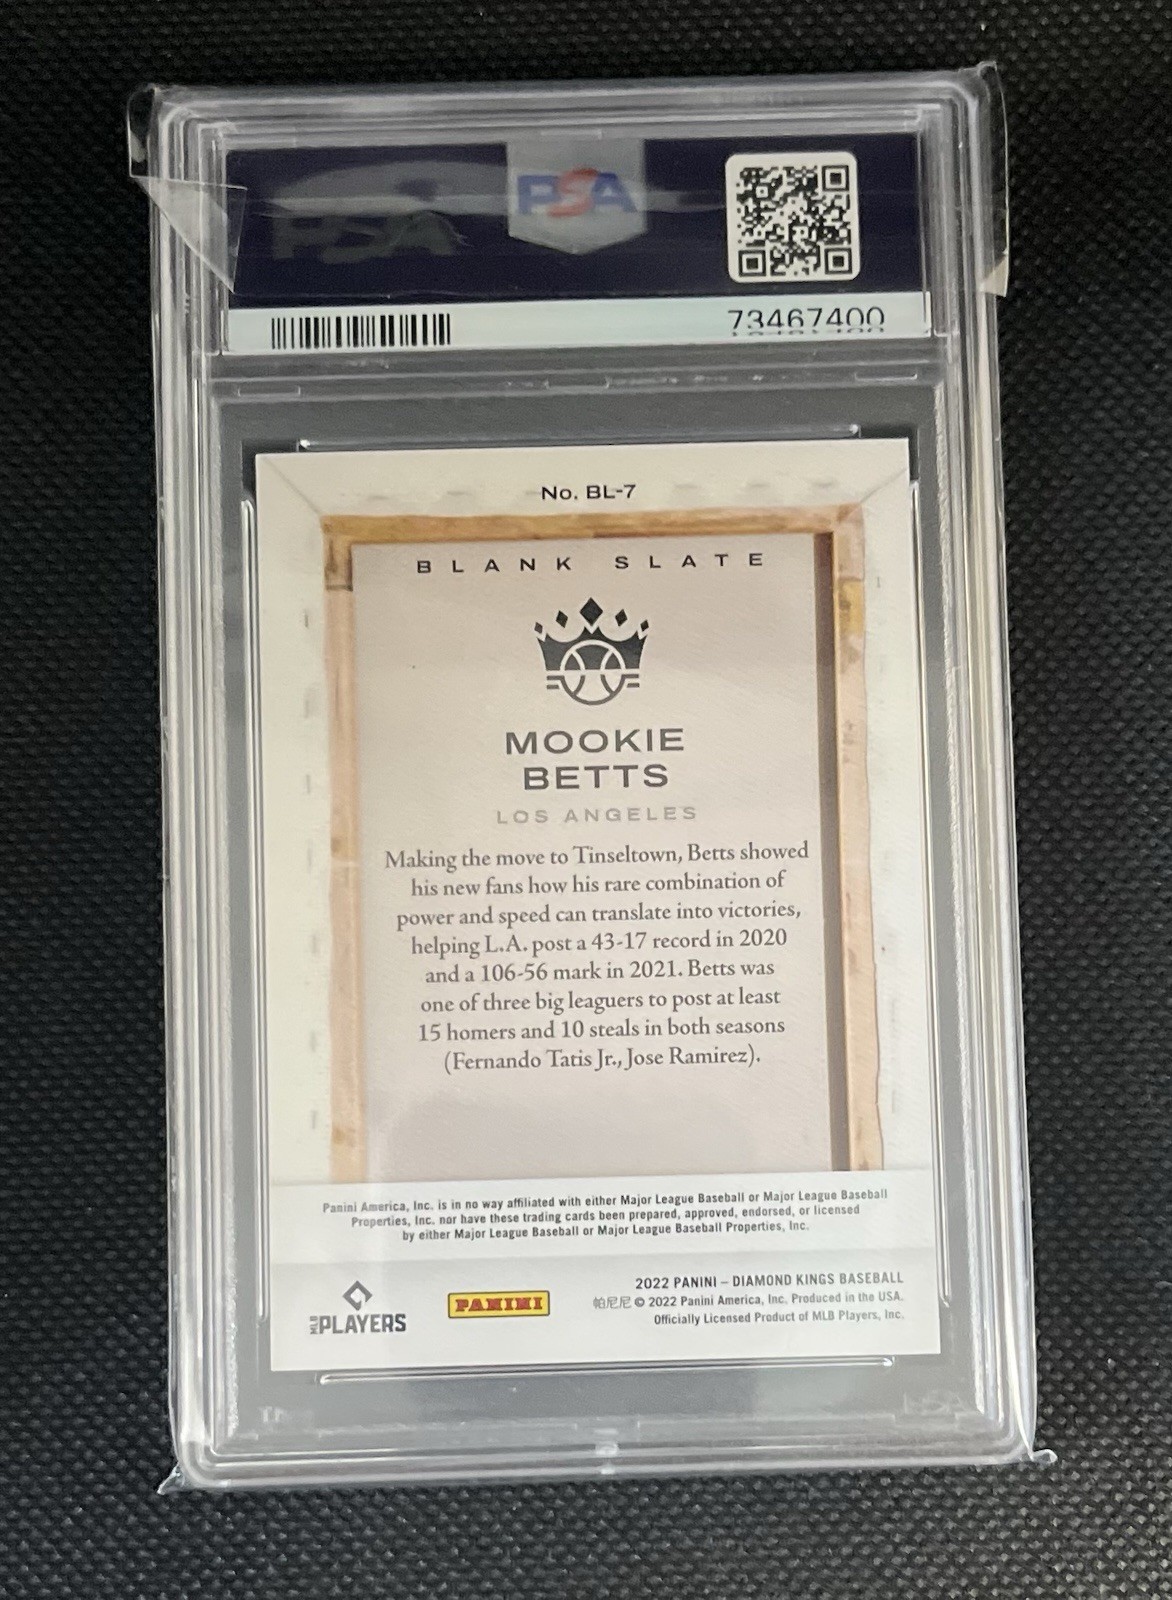 PSA
PSA
73467400
No. BL-7
BLANK SLATE
MOOKIE
BETTS
LOS ANGELES
Making the move to Tinseltown, Betts showed
his new fans how his rare combination of
power and speed can translate into victories,
helping L.A. post a 43-17 record in 2020
and a 106-56 mark in 2021. Betts was
one of three big leaguers to post at least
15 homers and 10 steals in both seasons
(Fernando Tatis Jr., Jose Ramirez).
Panini America, Inc. is in no way affiliated with either Major League Baseball or Major League Baseball
Properties, Inc. nor have these trading cards been prepared, approved, endorsed, or licensed
by either Major League Baseball or Major League Baseball Properties, Inc.
MLB PLAYERS
PANINI
2022 PANINI – DIAMOND KINGS BASEBALL
帕尼尼 © 2022 Panini America, Inc. Produced in the USA.
Officially Licensed Product of MLB Players, Inc.